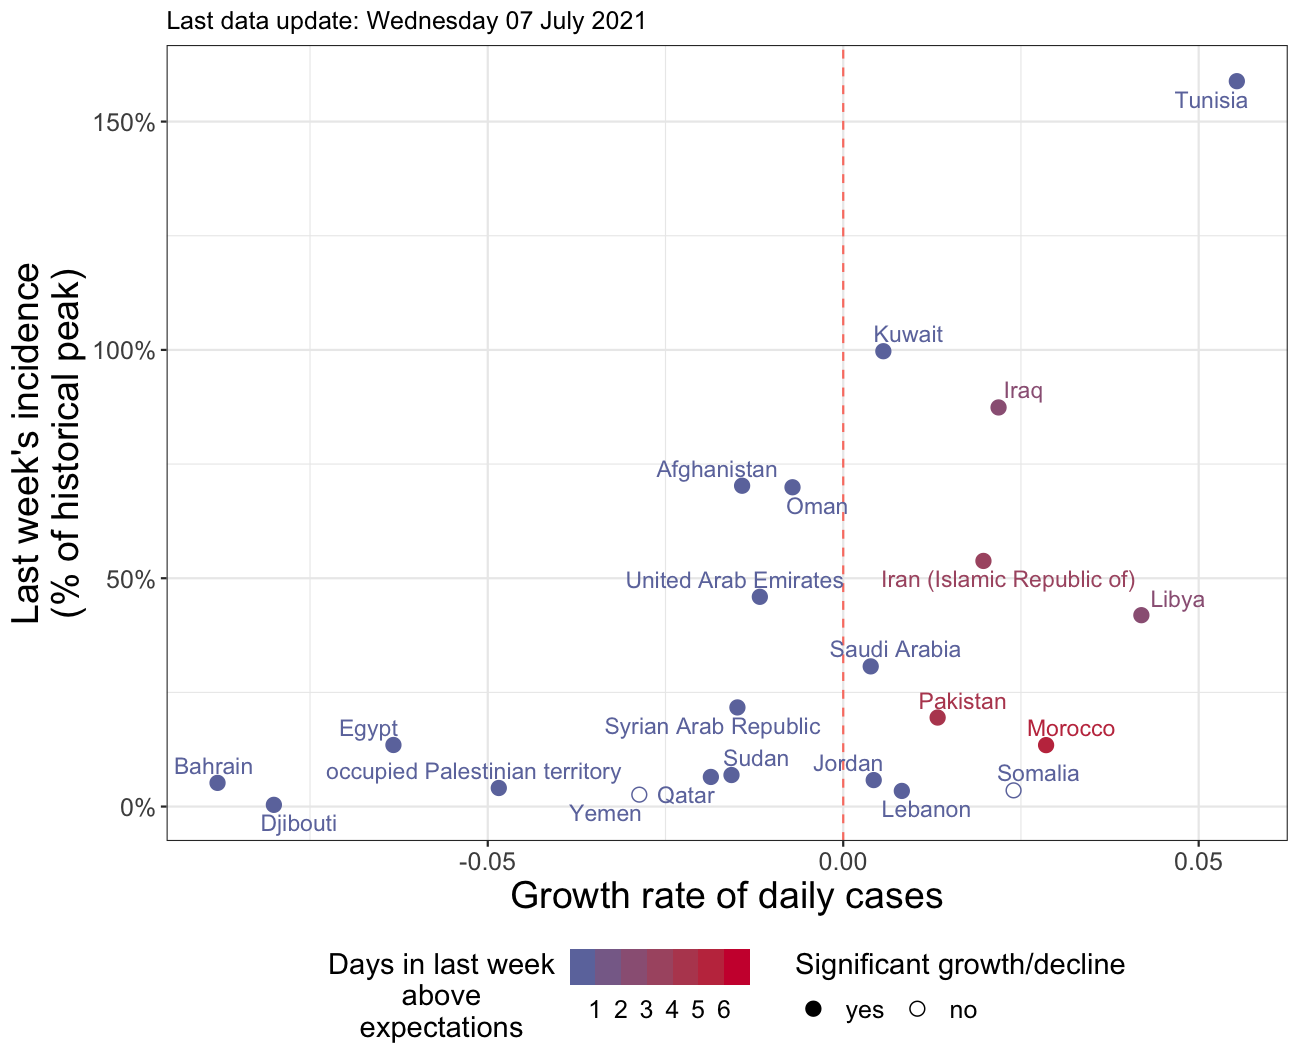 Last data update: Wednesday 07 July 2021
Last week's incidence
(% of historical peak)
150%
100%
50%
0%
Tunisia
Kuwait
Iraq
Afghanistan
Oman
Iran (Islamic Republic of)
United Arab Emirates
Libya
Saudi Arabia
Pakistan
Syrian Arab Republic
Egypt
Morocco
Bahrain
occupied Palestinian territory
Sudan
Jordan
Somalia
Djibouti
Yemen
Qatar
Lebanon
-0.05 0.00 0.05
Growth rate of daily cases
Days in last week
above
expectations
1 2 3 4 5 6
Significant growth/decline
yes no